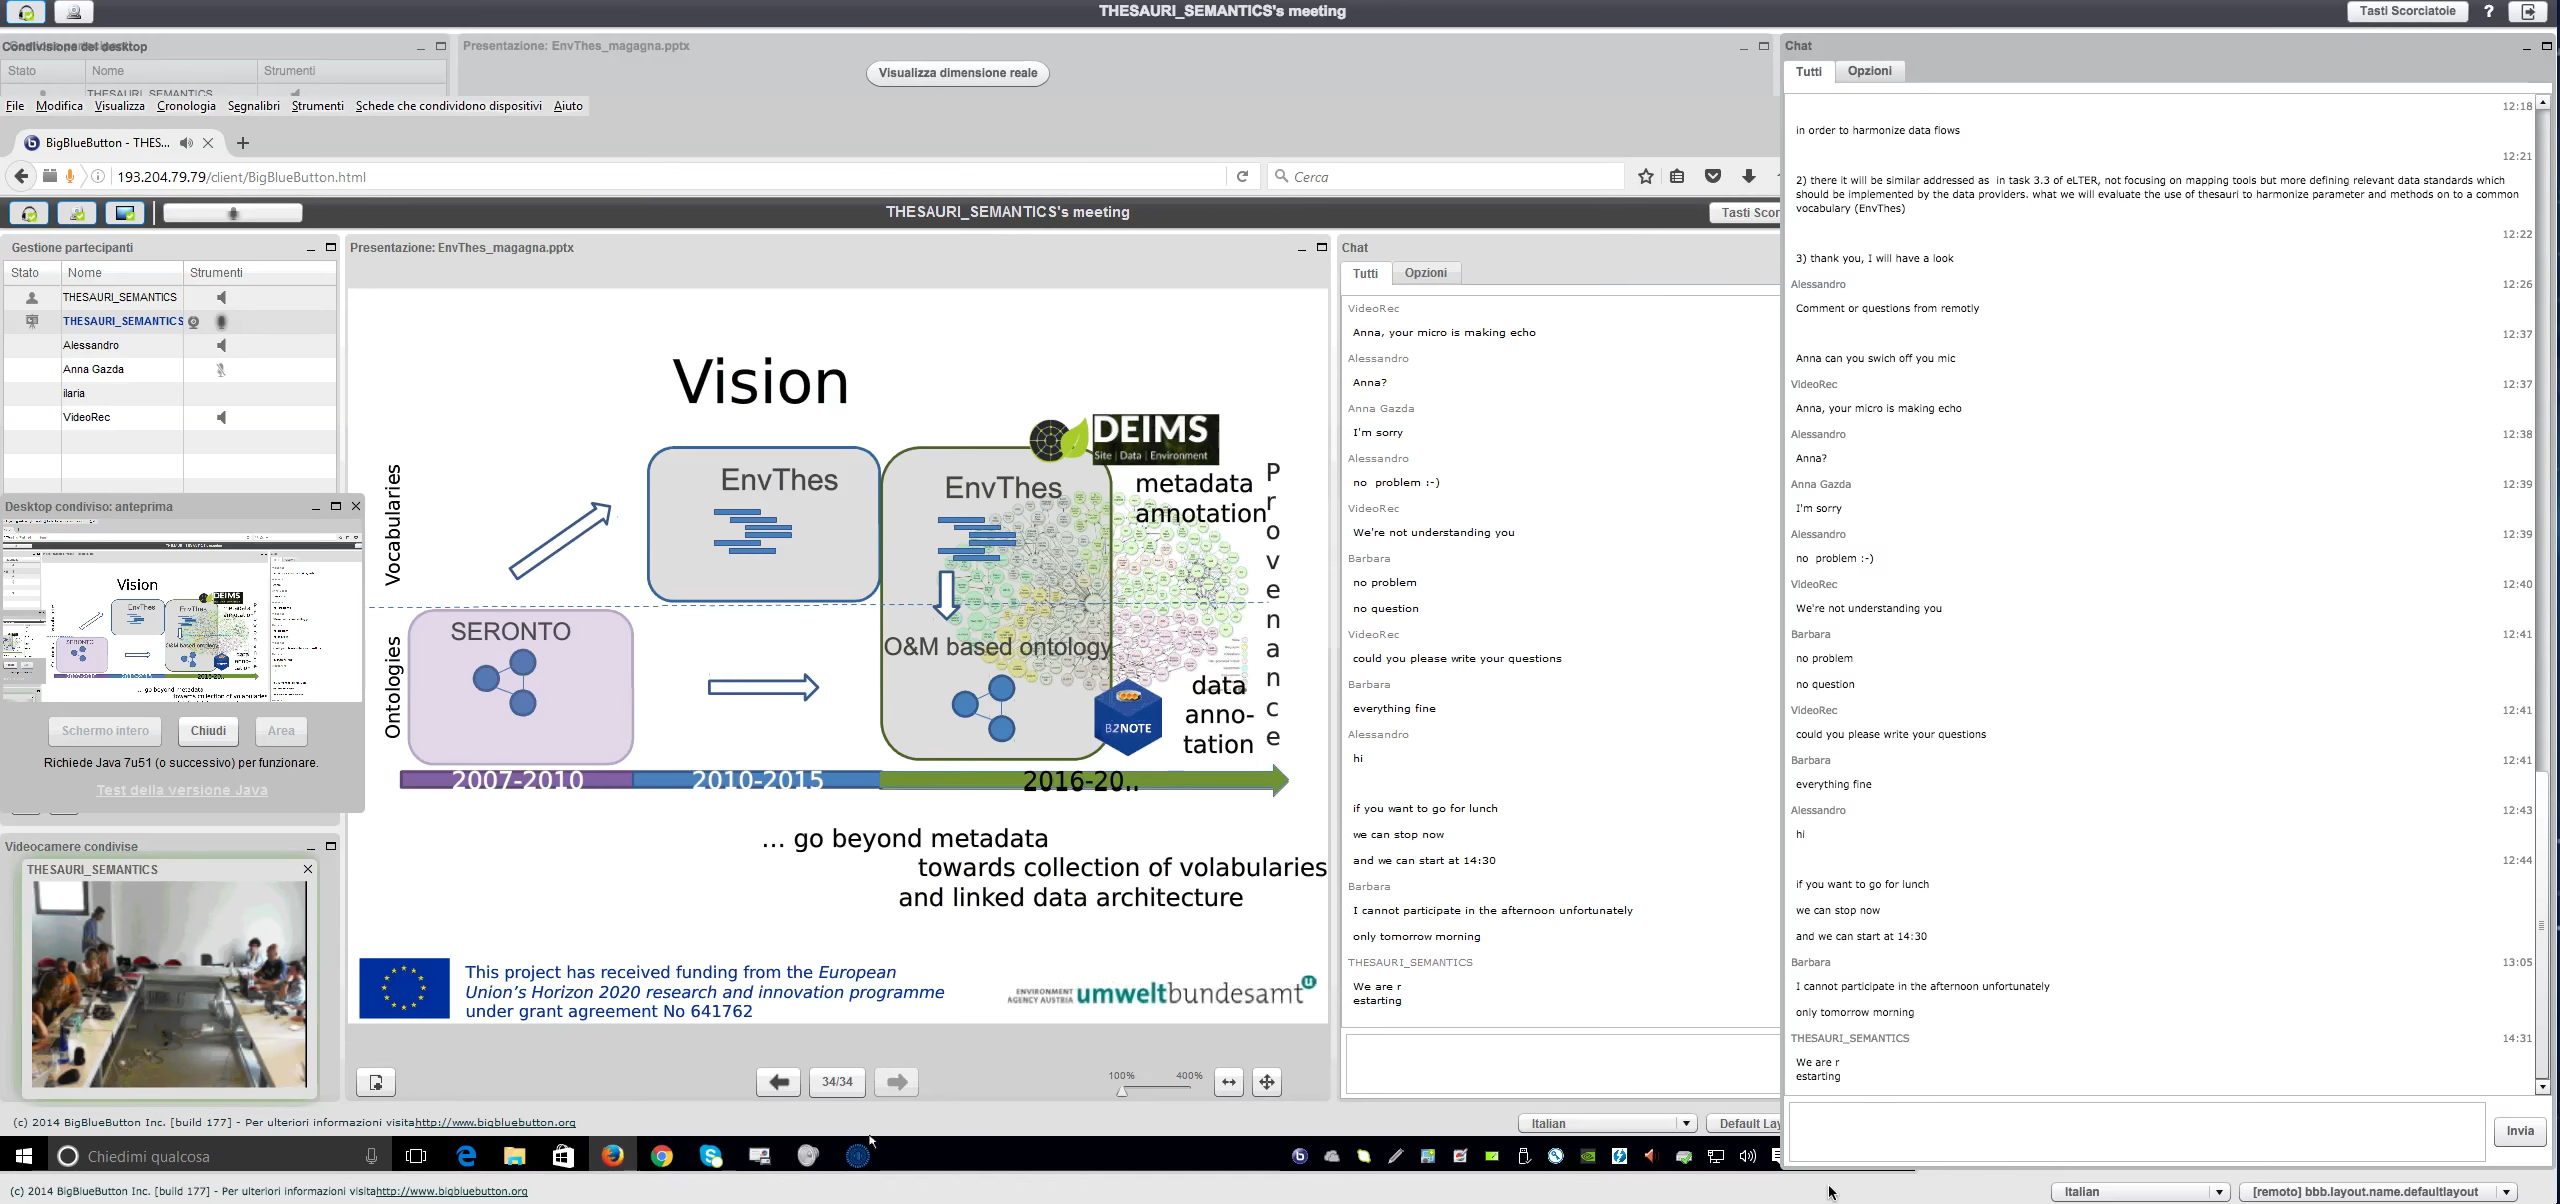 THESAURI_SEMANTICS's meeting
Tasti Scorciatoie
?
Condivisione del desktop
Stato Nome Strumenti
THESAURI_SEMANTICS
Presentazione: EnvThes_magagna.pptx
Visualizza dimensione reale
File Modifica Visualizza Cronologia Segnalibri Strumenti Schede che condividono dispositivi Aiuto
BigBlueButton - THES...
193.204.79.79/client/BigBlueButton.html
Cerca
THESAURI_SEMANTICS's meeting
Tasti Scor
Gestione partecipanti
Stato Nome Strumenti
THESAURI_SEMANTICS
THESAURI_SEMANTICS
Alessandro
Anna Gazda
ilaria
VideoRec
Desktop condiviso: anteprima
Vision
EnvThes
EnvThes
SERONTO
O&M based ontology
Schermo intero
Chiudi
Area
Richiede Java 7u51 (o successivo) per funzionare.
Test della versione Java
Videocamere condivise
THESAURI_SEMANTICS
Presentazione: EnvThes_magagna.pptx
Vision
Vocabularies
Ontologies
EnvThes
EnvThes
DEIMS
Site | Data | Environment
metadata
annotation
Provenance
SERONTO
O&M based ontology
B2NOTE
data
anno-
tation
2007-2010
2010-2015
2016-20..
... go beyond metadata
towards collection of volabularies
and linked data architecture
This project has received funding from the European
Union's Horizon 2020 research and innovation programme
under grant agreement No 641762
ENVIRONMENT
AGENCY AUSTRIA
umweltbundesamt
u
34/34
100%
400%
Chat
Tutti
Opzioni
VideoRec
Anna, your micro is making echo
Alessandro
Anna?
Anna Gazda
I'm sorry
Alessandro
no problem :-)
VideoRec
We're not understanding you
Barbara
no problem
no question
VideoRec
could you please write your questions
Barbara
everything fine
Alessandro
hi
if you want to go for lunch
we can stop now
and we can start at 14:30
Barbara
I cannot participate in the afternoon unfortunately
only tomorrow morning
THESAURI_SEMANTICS
We are r
estarting
(c) 2014 BigBlueButton Inc. [build 177] - Per ulteriori informazioni visitahttp://www.bigbluebutton.org
Italian
Default La
Chiedimi qualcosa
Chat
Tutti
Opzioni
12:18
in order to harmonize data flows
12:21
2) there it will be similar addressed as in task 3.3 of eLTER, not focusing on mapping tools but more defining relevant data standards which
should be implemented by the data providers. what we will evaluate the use of thesauri to harmonize parameter and methods on to a common
vocabulary (EnvThes)
12:22
3) thank you, I will have a look
Alessandro 12:26
Comment or questions from remotly
12:37
Anna can you swich off you mic
VideoRec 12:37
Anna, your micro is making echo
Alessandro 12:38
Anna?
Anna Gazda 12:39
I'm sorry
Alessandro 12:39
no problem :-)
VideoRec 12:40
We're not understanding you
Barbara 12:41
no problem
no question
VideoRec 12:41
could you please write your questions
Barbara 12:41
everything fine
Alessandro 12:43
hi
12:44
if you want to go for lunch
we can stop now
and we can start at 14:30
Barbara 13:05
I cannot participate in the afternoon unfortunately
only tomorrow morning
THESAURI_SEMANTICS 14:31
We are r
estarting
Invia
(c) 2014 BigBlueButton Inc. [build 177] - Per ulteriori informazioni visitahttp://www.bigbluebutton.org
Italian
[remoto] bbb.layout.name.defaultlayout